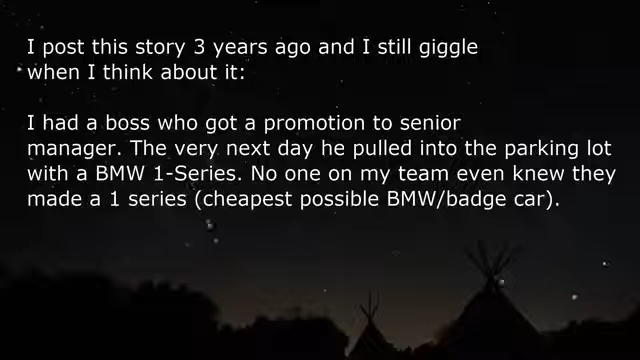 I post this story 3 years ago and I still giggle
when I think about it:
I had a boss who got a promotion to senior
manager. The very next day he pulled into the parking lot
with a BMW 1-Series. No one on my team even knew they
made a 1 series (cheapest possible BMW/badge car).